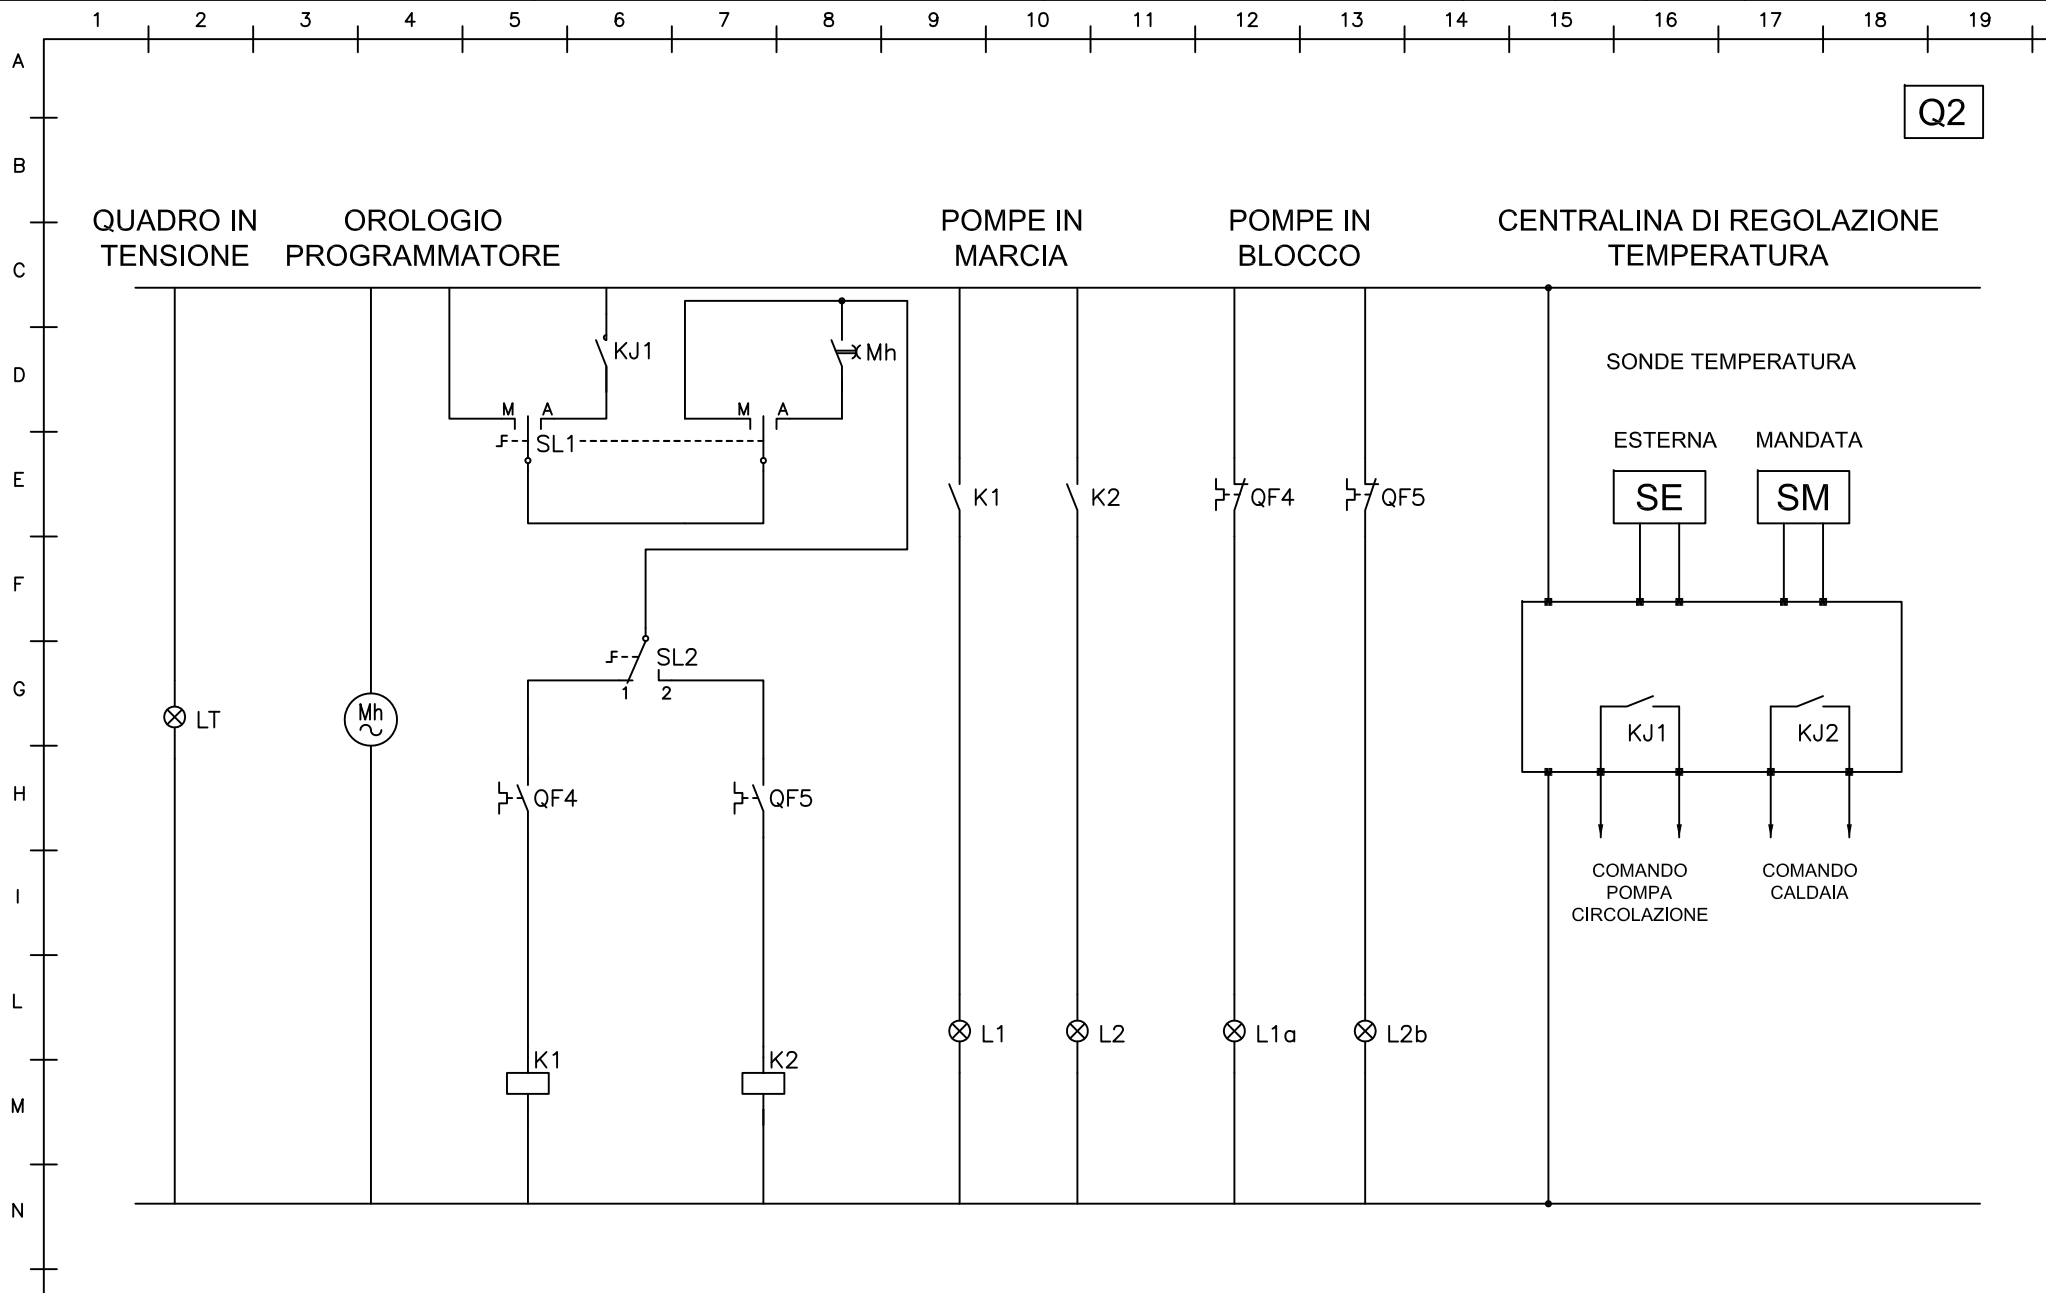 1 2 3 4 5 6 7 8 9 10 11 12 13 14 15 16 17 18 19
A
Q2
B
QUADRO IN
TENSIONE
OROLOGIO
PROGRAMMATORE
POMPE IN
MARCIA
POMPE IN
BLOCCO
CENTRALINA DI REGOLAZIONE
TEMPERATURA
C
KJ1
Mh
SONDE TEMPERATURA
D
M A
M A
SL1
ESTERNA
MANDATA
E
K1
K2
QF4
QF5
SE
SM
F
SL2
1 2
G
LT
Mh
KJ1
KJ2
H
QF4
QF5
COMANDO
POMPA
CIRCOLAZIONE
COMANDO
CALDAIA
I
L
L1
L2
L1a
L2b
K1
K2
M
N